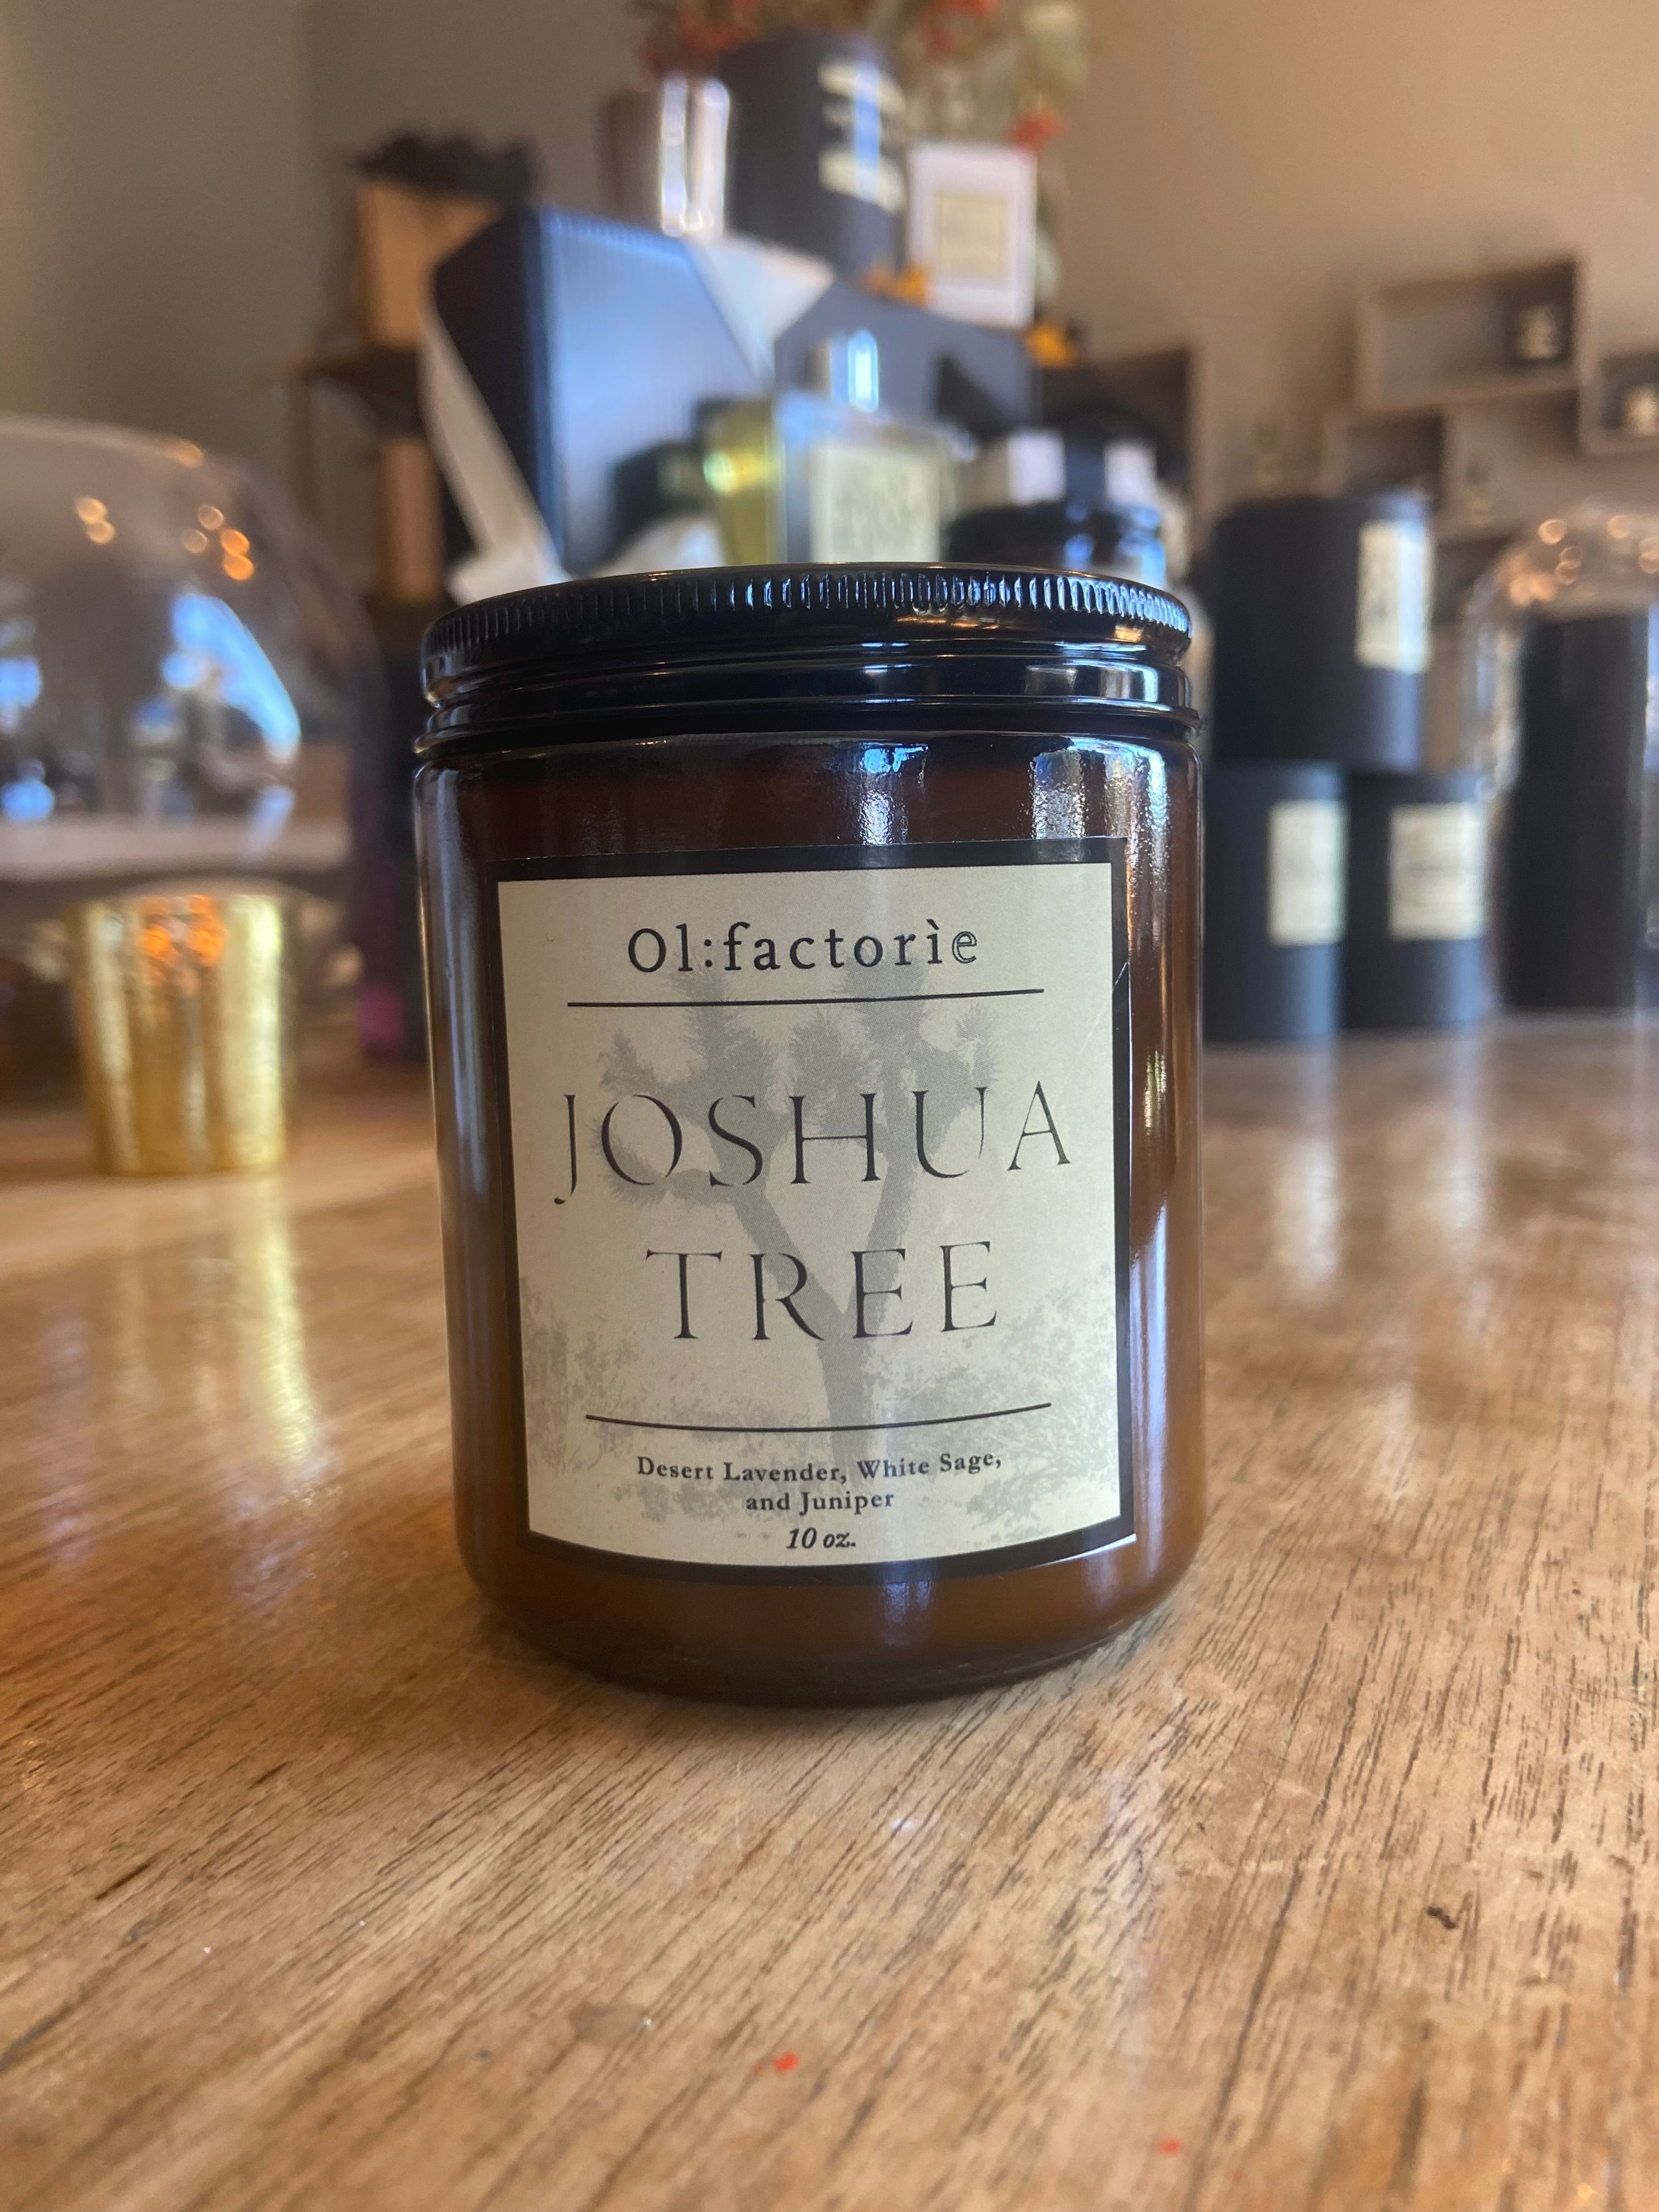 Ol:factorìe
JOSHUA
TREE
Desert Lavender, White Sage,
and Juniper
10 oz.